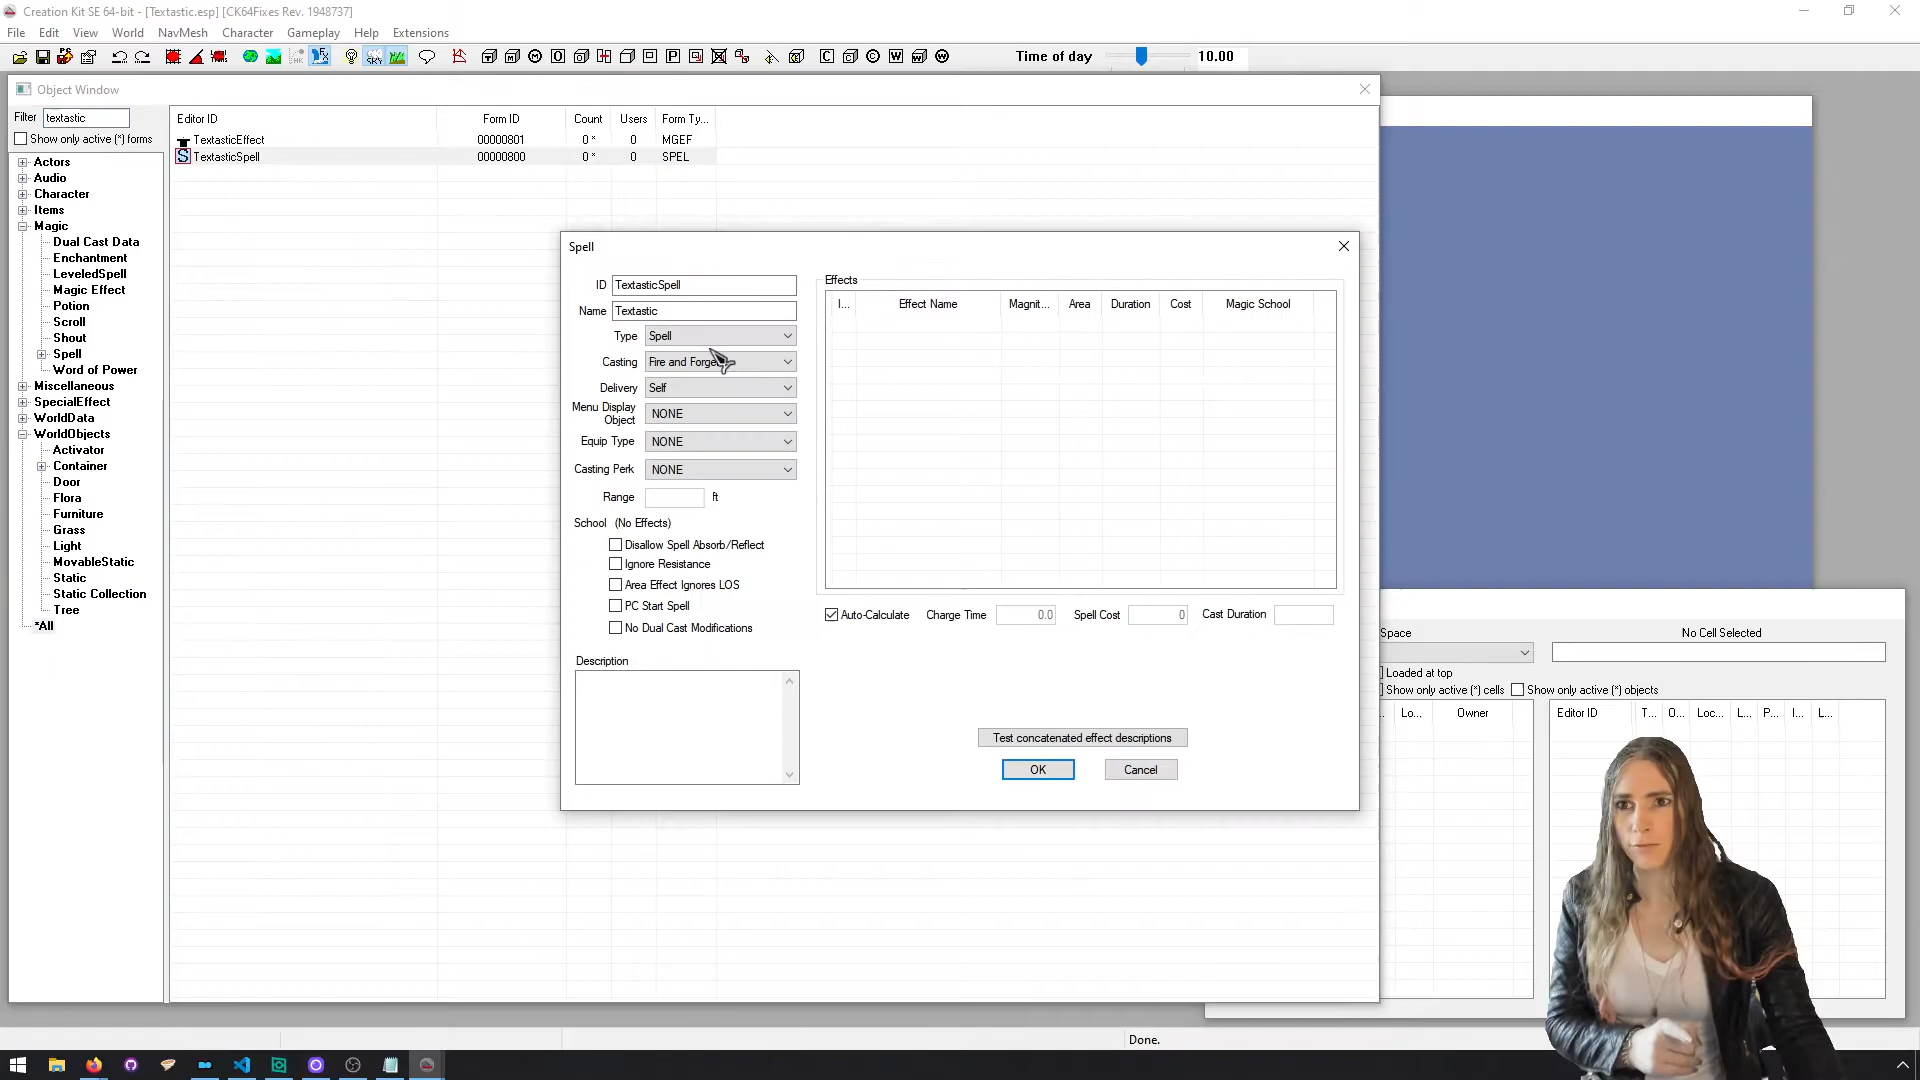 Creation Kit SE 64-bit - [Textastic.esp] [CK64Fixes Rev. 1948737]
File Edit View World NavMesh Character Gameplay Help Extensions
Time of day 10.00
Object Window
Filter textastic
Show only active (*) forms
Editor ID Form ID Count Users Form Ty...
TextasticEffect 00000801 0 * 0 MGEF
TextasticSpell 00000800 0 * 0 SPEL
Actors
Audio
Character
Items
Magic
Dual Cast Data
Enchantment
LeveledSpell
Magic Effect
Potion
Scroll
Shout
Spell
Word of Power
Miscellaneous
SpecialEffect
WorldData
WorldObjects
Activator
Container
Door
Flora
Furniture
Grass
Light
MovableStatic
Static
Static Collection
Tree
*All
Spell
ID TextasticSpell
Name Textastic
Type Spell
Casting Fire and Forget
Delivery Self
Menu Display Object NONE
Equip Type NONE
Casting Perk NONE
Range ft
School (No Effects)
Disallow Spell Absorb/Reflect
Ignore Resistance
Area Effect Ignores LOS
PC Start Spell
No Dual Cast Modifications
Description
Effects
I... Effect Name Magnit... Area Duration Cost Magic School
Auto-Calculate Charge Time 0.0 Spell Cost 0 Cast Duration
Test concatenated effect descriptions
OK Cancel
Space No Cell Selected
Loaded at top
Show only active (*) cells Show only active (*) objects
Lo... Owner Editor ID T... O... Loc... L... P... I... L...
Done.